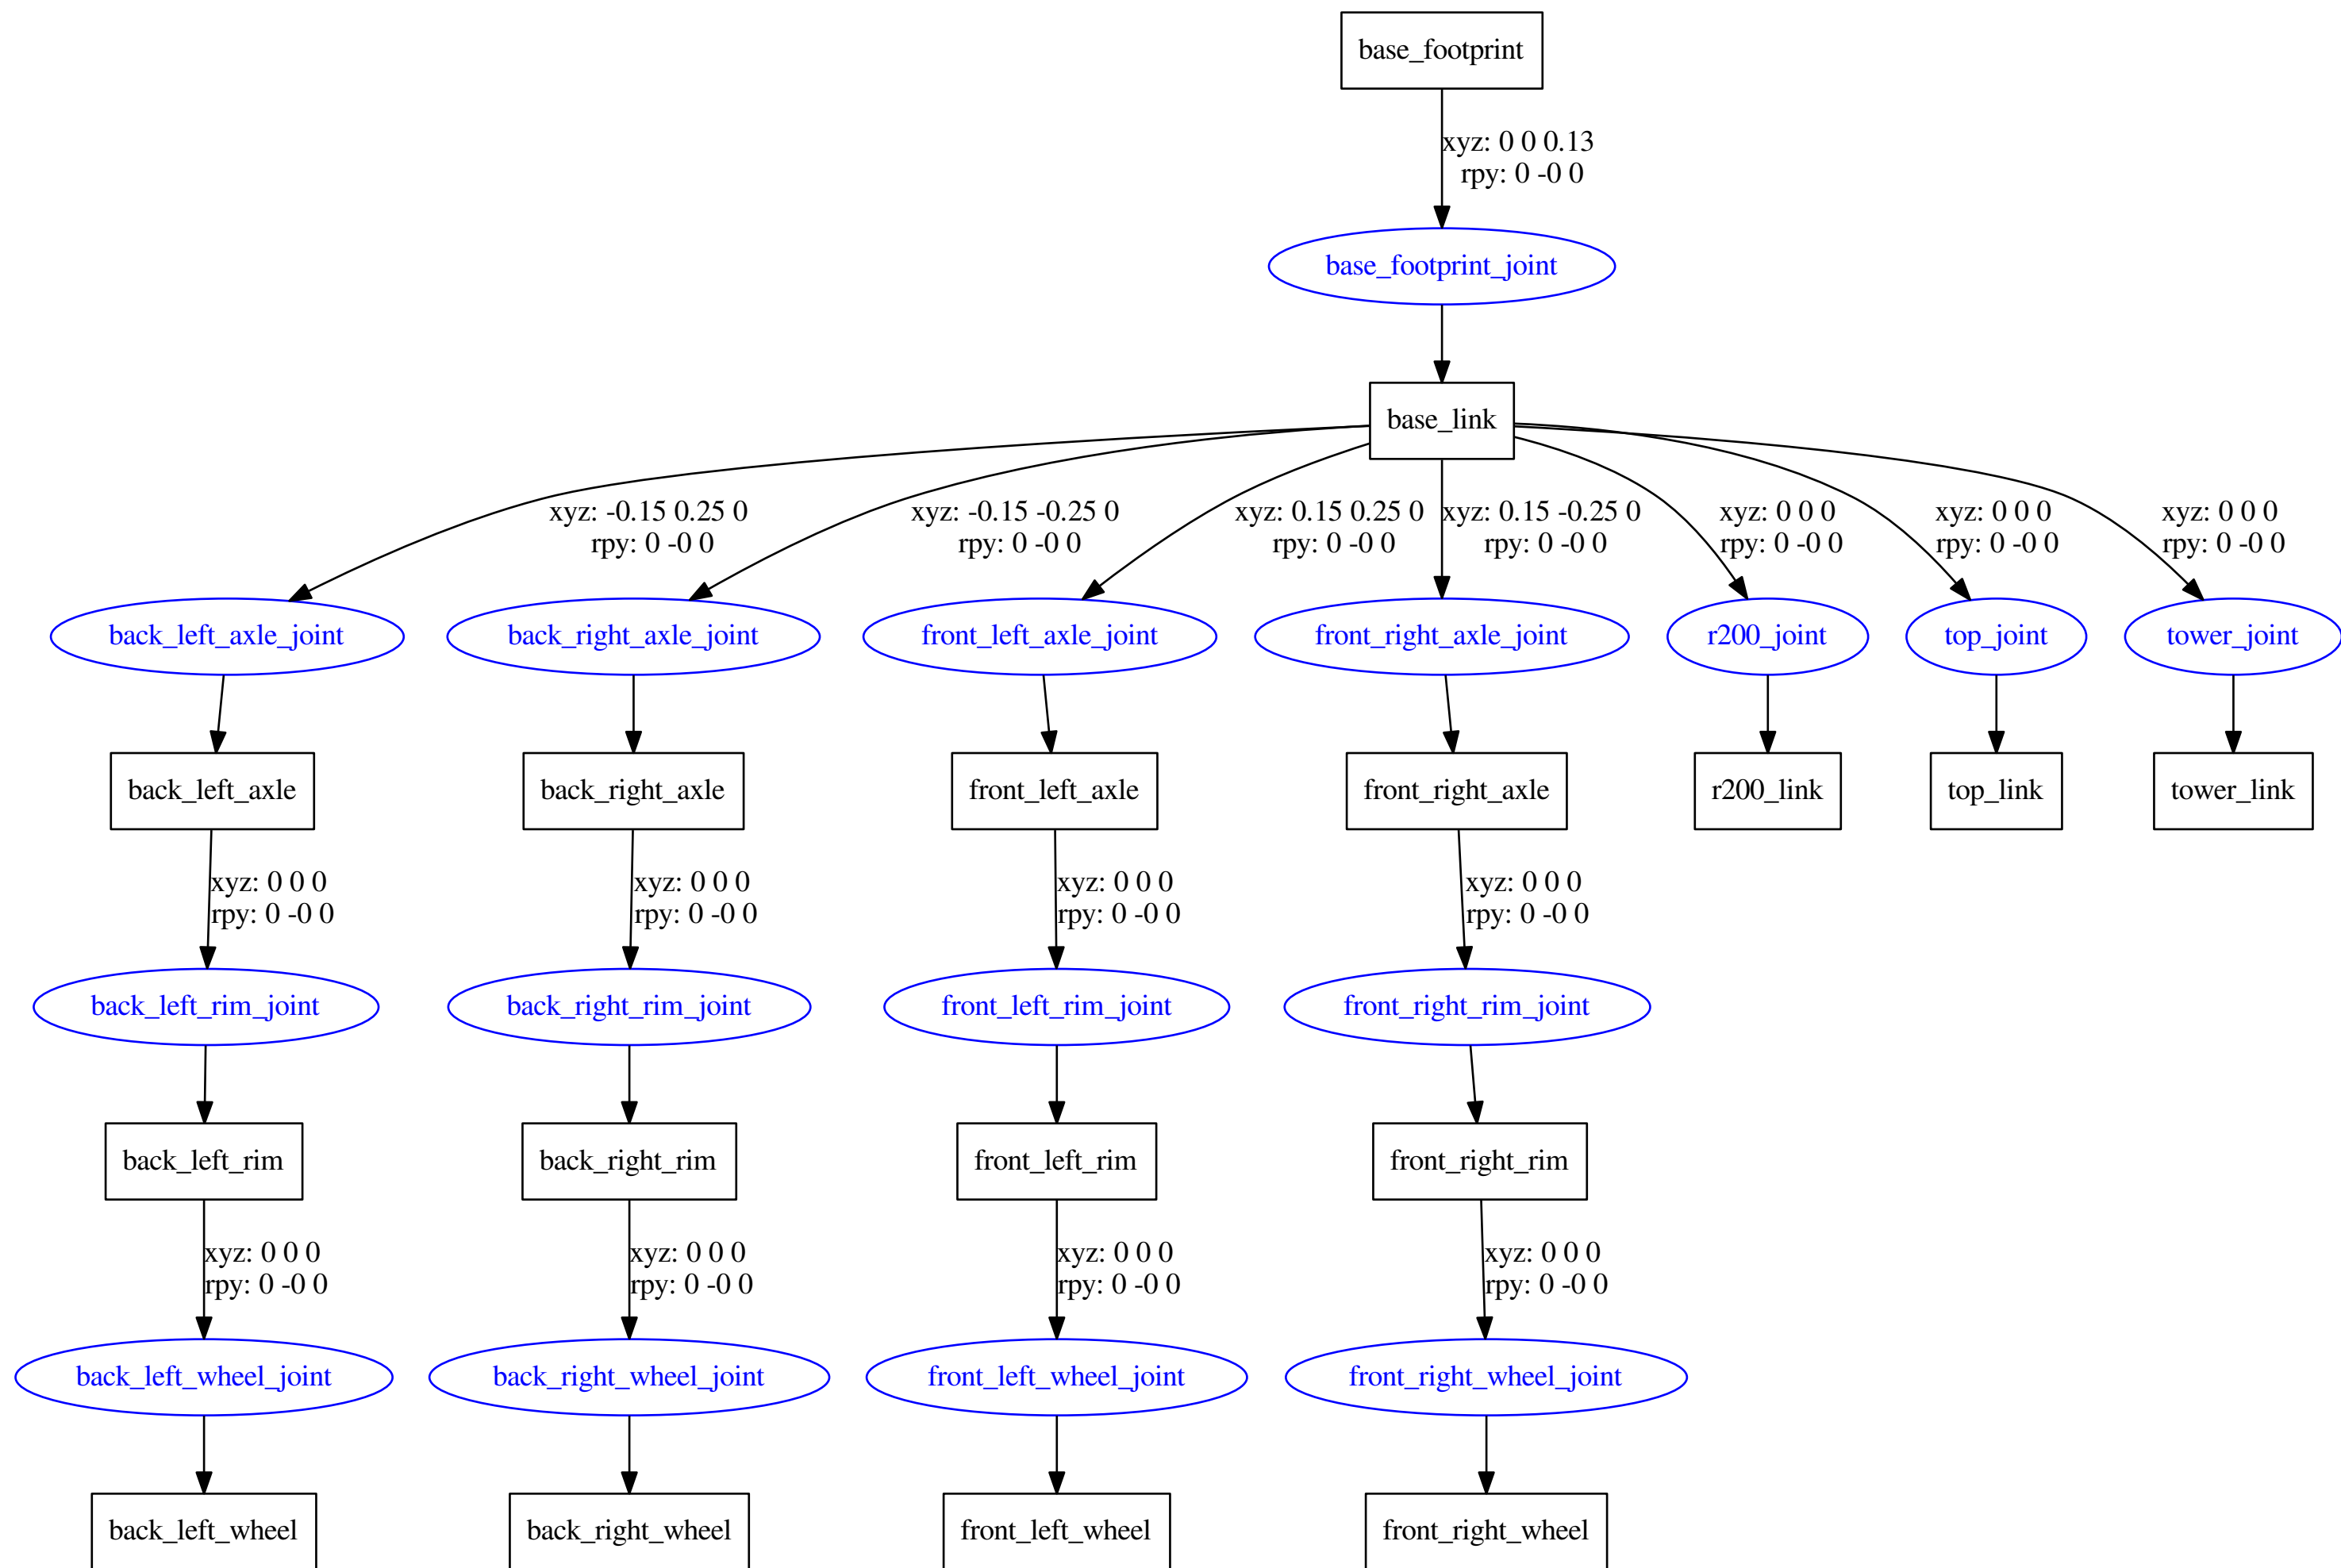 base_footprint
xyz: 0 0 0.13
rpy: 0 -0 0
base_footprint_joint
base_link
xyz: -0.15 0.25 0
rpy: 0 -0 0
xyz: -0.15 -0.25 0
rpy: 0 -0 0
xyz: 0.15 0.25 0
rpy: 0 -0 0
xyz: 0.15 -0.25 0
rpy: 0 -0 0
xyz: 0 0 0
rpy: 0 -0 0
xyz: 0 0 0
rpy: 0 -0 0
xyz: 0 0 0
rpy: 0 -0 0
back_left_axle_joint
back_right_axle_joint
front_left_axle_joint
front_right_axle_joint
r200_joint
top_joint
tower_joint
back_left_axle
back_right_axle
front_left_axle
front_right_axle
r200_link
top_link
tower_link
xyz: 0 0 0
rpy: 0 -0 0
xyz: 0 0 0
rpy: 0 -0 0
xyz: 0 0 0
rpy: 0 -0 0
xyz: 0 0 0
rpy: 0 -0 0
back_left_rim_joint
back_right_rim_joint
front_left_rim_joint
front_right_rim_joint
back_left_rim
back_right_rim
front_left_rim
front_right_rim
xyz: 0 0 0
rpy: 0 -0 0
xyz: 0 0 0
rpy: 0 -0 0
xyz: 0 0 0
rpy: 0 -0 0
xyz: 0 0 0
rpy: 0 -0 0
back_left_wheel_joint
back_right_wheel_joint
front_left_wheel_joint
front_right_wheel_joint
back_left_wheel
back_right_wheel
front_left_wheel
front_right_wheel